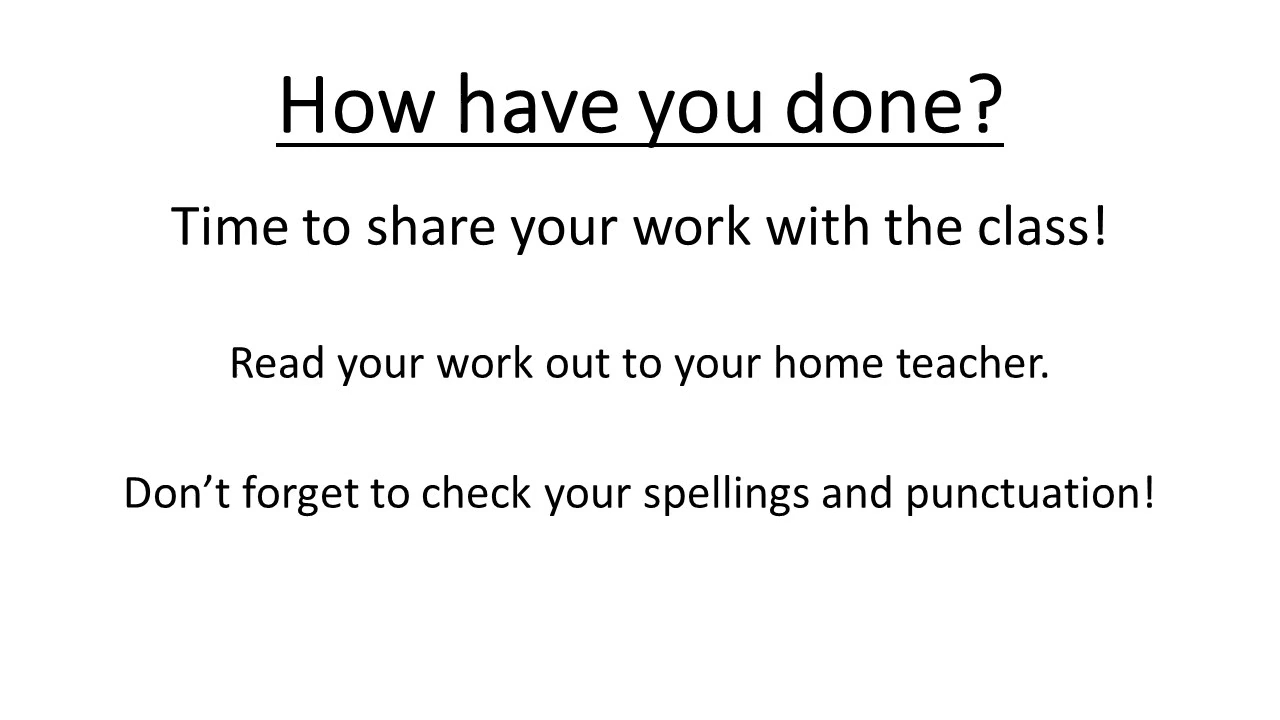 How have you done?
Time to share your work with the class!
Read your work out to your home teacher.
Don’t forget to check your spellings and punctuation!